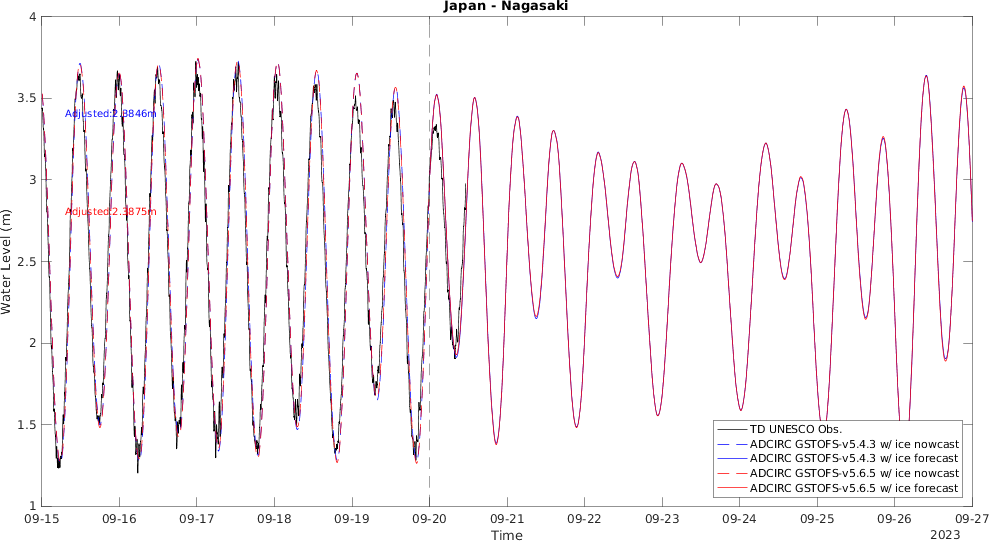 Japan - Nagasaki
4
3.5
3
2.5
2
1.5
1
Water Level (m)
Adjusted:2.3846m
Adjusted:2.3875m
TD UNESCO Obs.
ADCIRC GSTOFS-v5.4.3 w/ ice nowcast
ADCIRC GSTOFS-v5.4.3 w/ ice forecast
ADCIRC GSTOFS-v5.6.5 w/ ice nowcast
ADCIRC GSTOFS-v5.6.5 w/ ice forecast
09-15 09-16 09-17 09-18 09-19 09-20 09-21 09-22 09-23 09-24 09-25 09-26 09-27
Time
2023